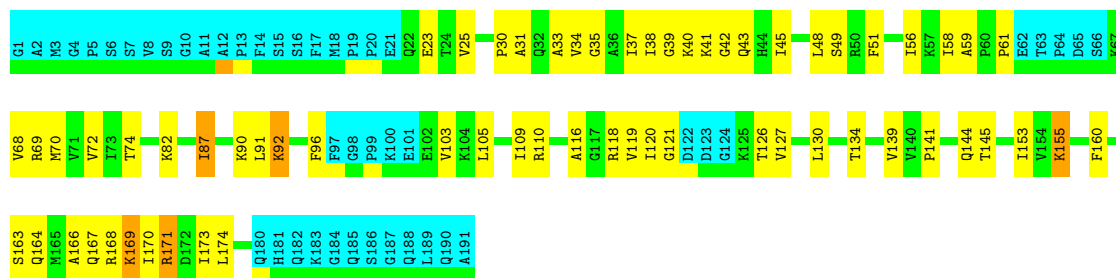 G1 A2 M3 G4 P5 S6 S7 V8 S9 G10 A11 A12 P13 F14 S15 S16 F17 M18 P19 P20 E21 Q22 E23 T24 V25 P30 A31 Q32 A33 V34 G35 A36 I37 I38 G39 K40 K41 G42 Q43 H44 I45 L48 S49 R50 F51 I56 K57 I58 A59 P60 P61 E62 T63 P64 D65 S66 K67
V68 R69 M70 V71 V72 I73 T74 K82 I87 K90 L91 K92 F96 F97 G98 P99 K100 E101 E102 V103 K104 L105 I109 R110 A116 G117 R118 V119 I120 G121 D122 D123 G124 K125 T126 V127 L130 T134 V139 V140 P141 Q144 T145 I153 V154 K155 F160
S163 Q164 M165 A166 Q167 R168 K169 I170 R171 D172 I173 L174 Q180 H181 Q182 K183 G184 Q185 S186 G187 Q188 L189 Q190 A191